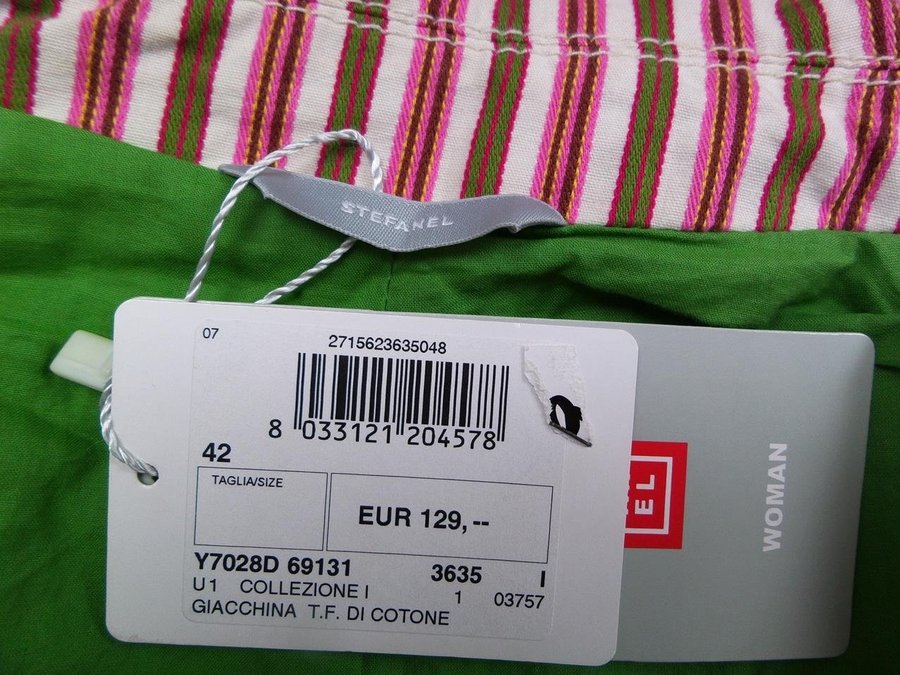 STEFANEL
07
2715623635048
8 033121 204578
42
TAGLIA/SIZE
EUR 129,--
Y7028D 69131 3635 I
U1 COLLEZIONE I 1 03757
GIACCHINA T.F. DI COTONE
EL
WOMAN